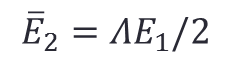 Ē₂ = ΛE₁/2